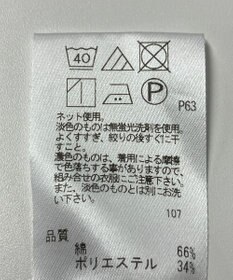 40
P
P63
ネット使用。
淡色のものは無蛍光洗剤を使用し
よくすすぎ、絞りの後すぐに干
すこと。
濃色のものは、着用による摩擦
で色落ちする事がありますので、
組み合せの衣服にご注意下さい。
また、淡色のものとは別にお洗
い下さい。
107
品質
綿 66%
ポリエステル 34%